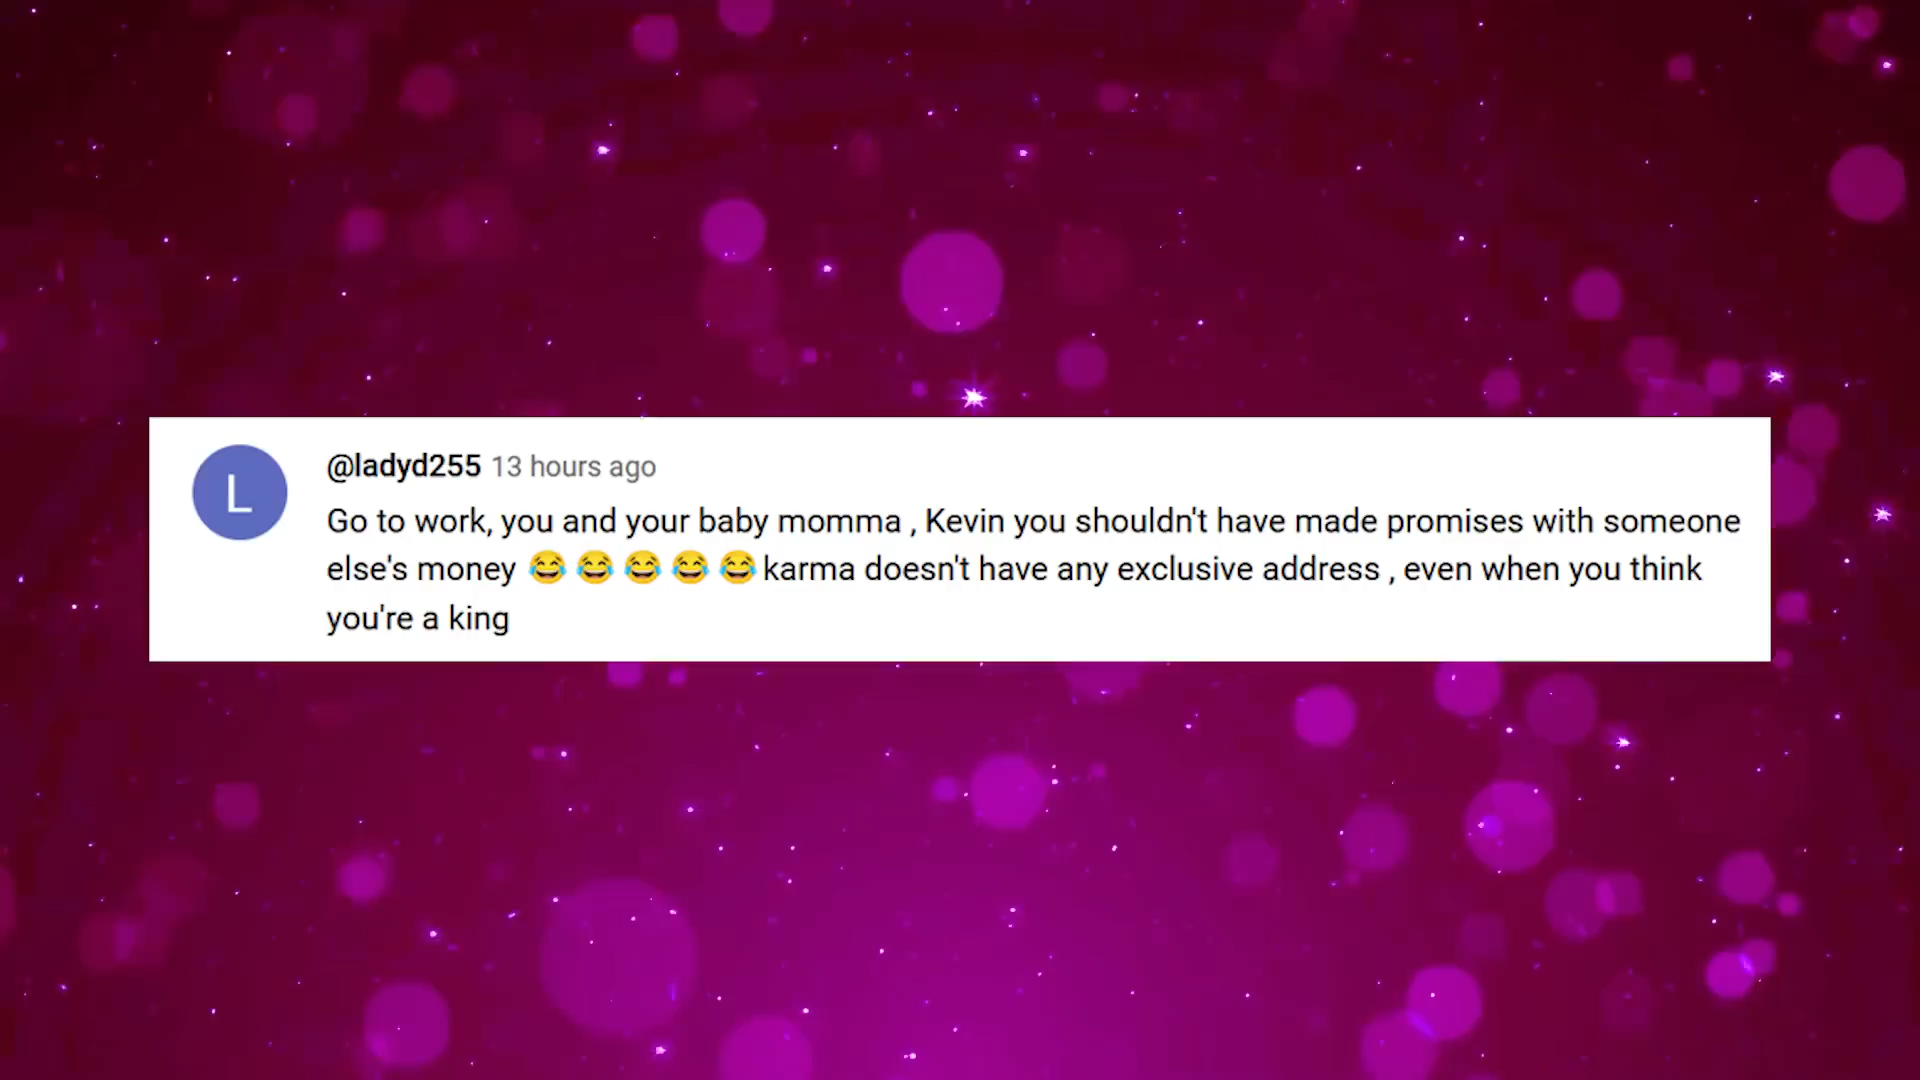 L
@ladyd255 13 hours ago
Go to work, you and your baby momma , Kevin you shouldn't have made promises with someone
else's money 😂 😂 😂 😂 😂 karma doesn't have any exclusive address , even when you think
you're a king